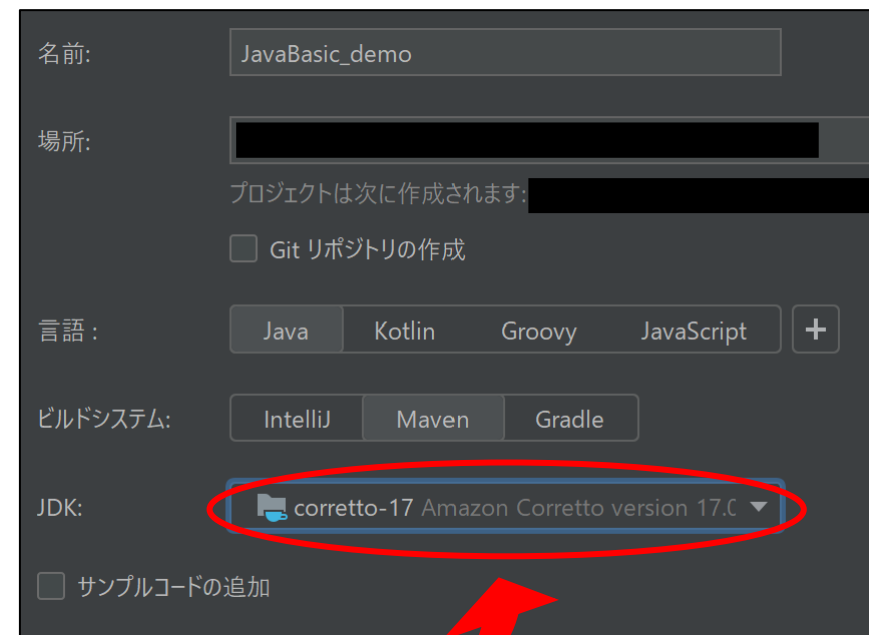 名前: JavaBasic_demo
場所:
プロジェクトは次に作成されます:
Git リポジトリの作成
言語 : Java Kotlin Groovy JavaScript +
ビルドシステム: IntelliJ Maven Gradle
JDK: corretto-17 Amazon Corretto version 17.0
サンプルコードの追加